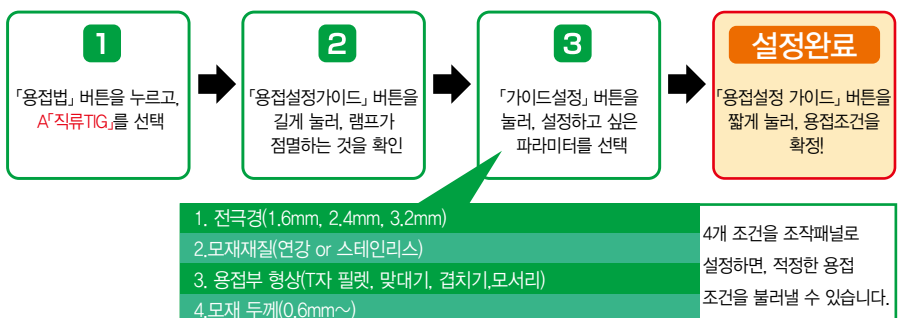 1
「용접법」 버튼을 누르고,
A「직류TIG」를 선택
2
「용접설정가이드」 버튼을
길게 눌러, 램프가
점멸하는 것을 확인
3
「가이드설정」 버튼을
눌러, 설정하고 싶은
파라미터를 선택
설정완료
「용접설정 가이드」 버튼을
짧게 눌러, 용접조건을
확정!
1. 전극경(1.6mm, 2.4mm, 3.2mm)
2.모재재질(연강 or 스테인리스)
3. 용접부 형상(T자 필렛, 맞대기, 겹치기,모서리)
4.모재 두께(0.6mm~)
4개 조건을 조작패널로
설정하면, 적정한 용접
조건을 불러낼 수 있습니다.